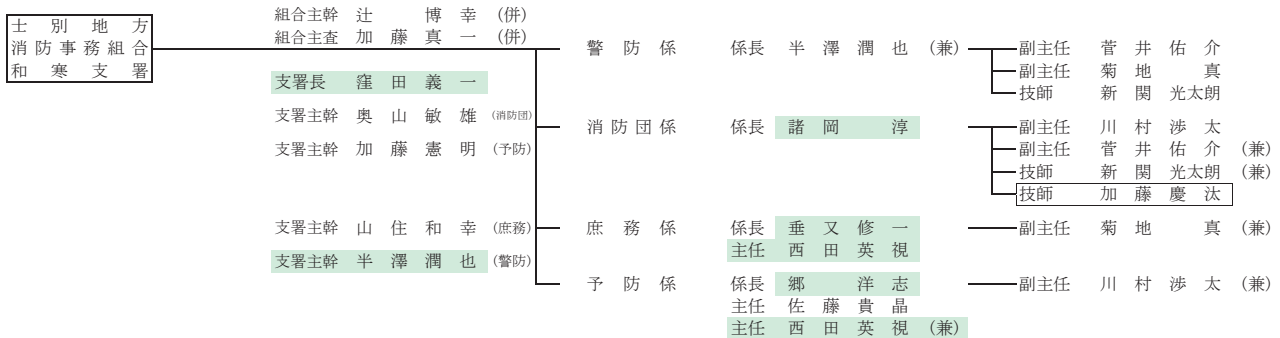 士別地方
消防事務組合
和寒支署
組合主幹 辻 博幸 (併)
組合主査 加藤真一 (併)
支署長 窪田義一
支署主幹 奥山敏雄 (消防団)
支署主幹 加藤憲明 (予防)
支署主幹 山住和幸 (庶務)
支署主幹 半澤潤也 (警防)
警防係 係長 半澤潤也 (兼)
副主任 菅井佑介
副主任 菊地 真
技師 新関光太朗
消防団係 係長 諸岡 淳
副主任 川村渉太
副主任 菅井佑介 (兼)
技師 新関光太朗 (兼)
技師 加藤慶汰
庶務係 係長 垂又修一
主任 西田英視
副主任 菊地 真 (兼)
予防係 係長 郷 洋志
主任 佐藤貴晶
主任 西田英視 (兼)
副主任 川村渉太 (兼)